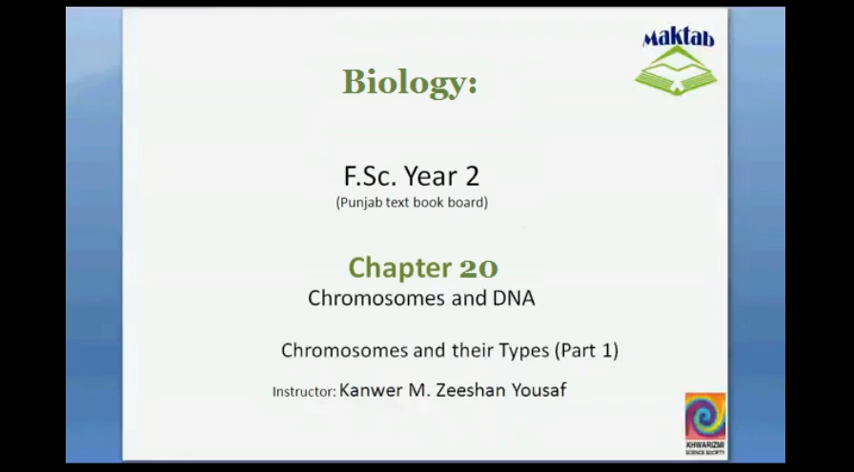 Maktab
Biology:
F.Sc. Year 2
(Punjab text book board)
Chapter 20
Chromosomes and DNA
Chromosomes and their Types (Part 1)
Instructor: Kanwer M. Zeeshan Yousaf
KHWARIZMI
SCIENCE SOCIETY